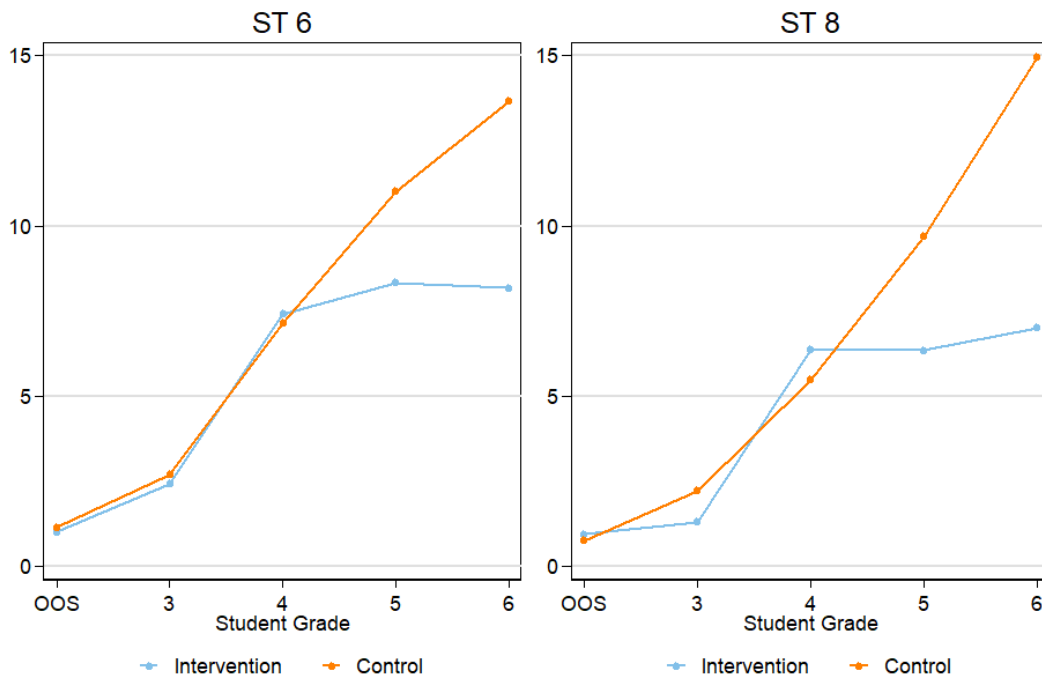 ST 6
15
10
5
0
OOS 3 4 5 6
Student Grade
Intervention Control
ST 8
15
10
5
0
OOS 3 4 5 6
Student Grade
Intervention Control